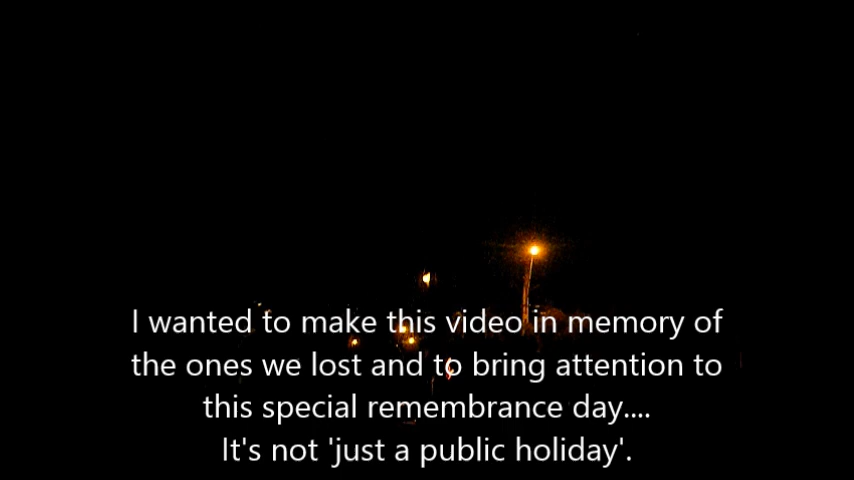 I wanted to make this video in memory of
the ones we lost and to bring attention to
this special remembrance day....
It's not 'just a public holiday'.